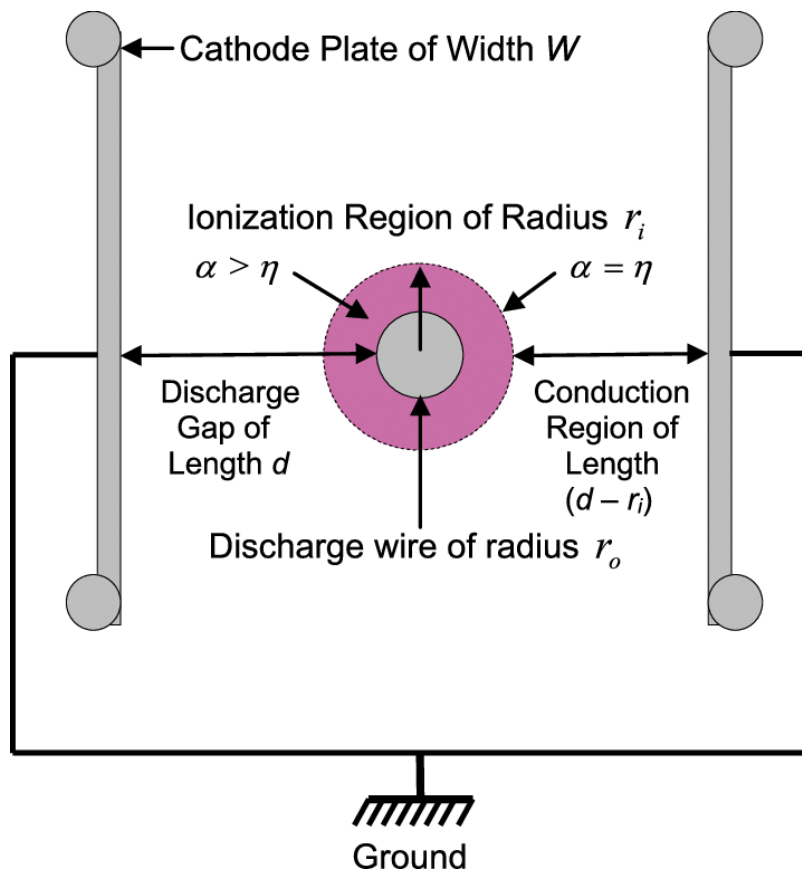 Cathode Plate of Width W
Ionization Region of Radius r_i
α > η
α = η
Discharge
Gap of
Length d
Conduction
Region of
Length
(d – r_i)
Discharge wire of radius r_o
Ground